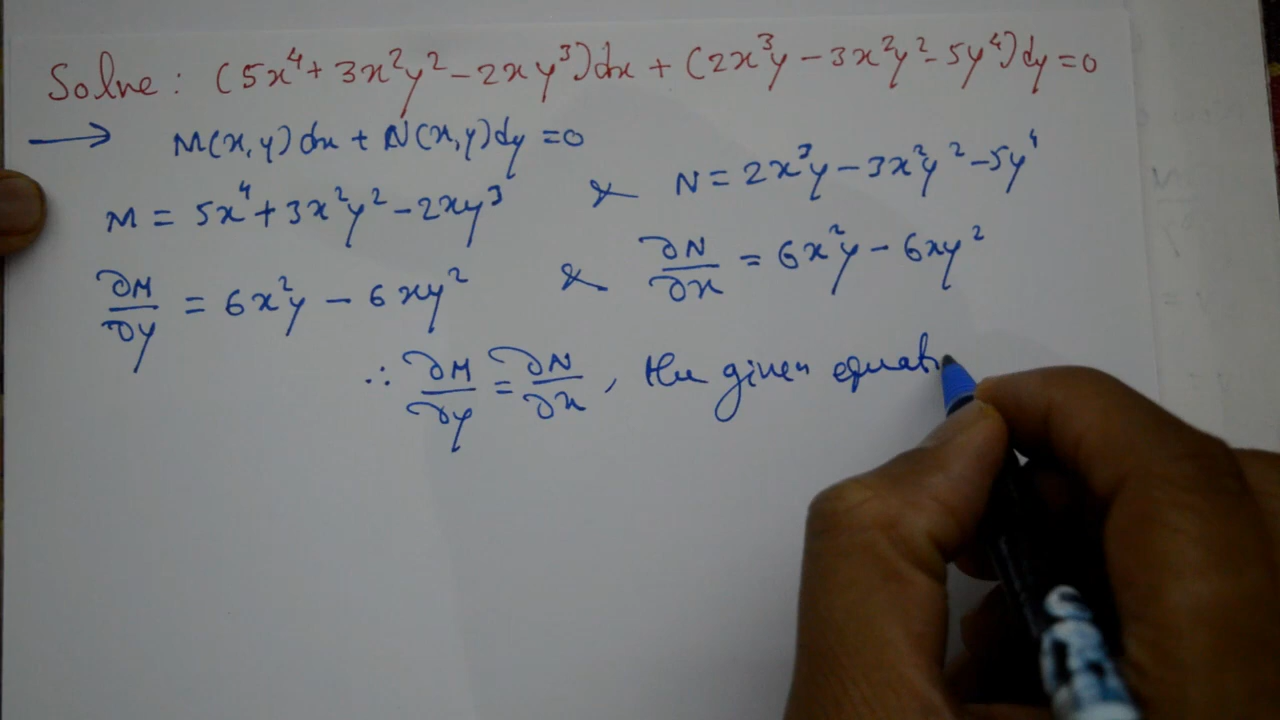 Solve : (5x⁴ + 3x²y² - 2xy³)dx + (2x³y - 3x²y² - 5y⁴)dy = 0
→ M(x,y)dx + N(x,y)dy = 0
M = 5x⁴ + 3x²y² - 2xy³ & N = 2x³y - 3x²y² - 5y⁴
∂M/∂y = 6x²y - 6xy² & ∂N/∂x = 6x²y - 6xy²
∴ ∂M/∂y = ∂N/∂x , the given equati